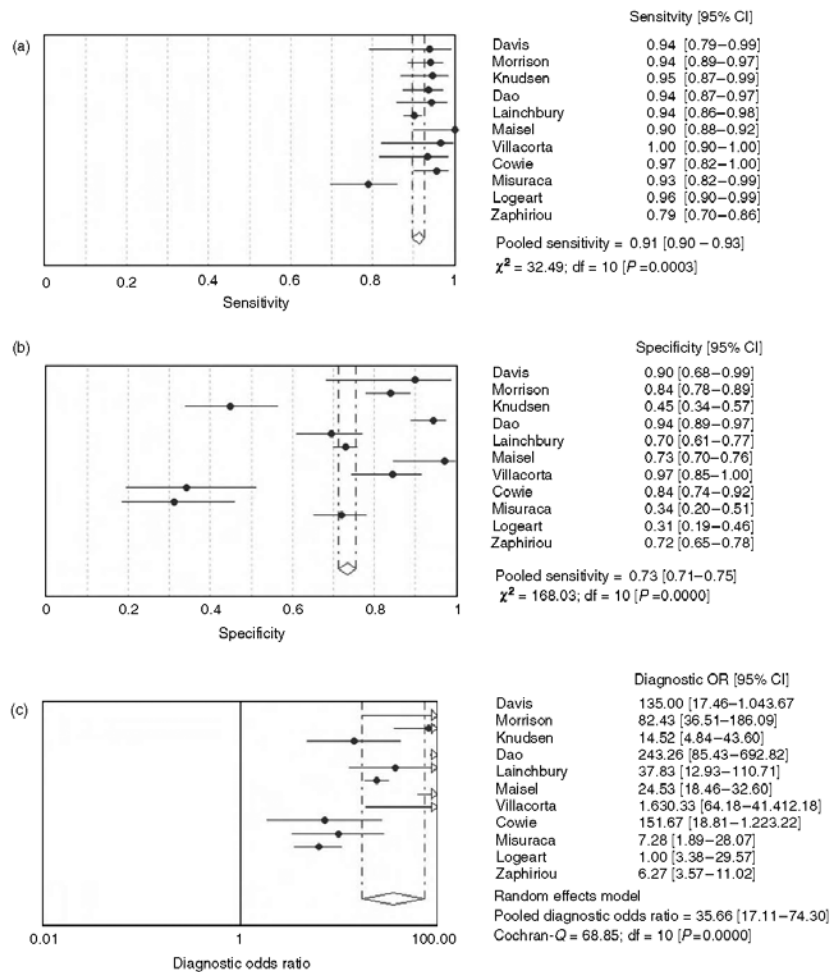 (a)
Sensitvity [95% CI]
Davis 0.94 [0.79–0.99]
Morrison 0.94 [0.89–0.97]
Knudsen 0.95 [0.87–0.99]
Dao 0.94 [0.87–0.97]
Lainchbury 0.94 [0.86–0.98]
Maisel 0.90 [0.88–0.92]
Villacorta 1.00 [0.90–1.00]
Cowie 0.97 [0.82–1.00]
Misuraca 0.93 [0.82–0.99]
Logeart 0.96 [0.90–0.99]
Zaphiriou 0.79 [0.70–0.86]
Pooled sensitivity = 0.91 [0.90 – 0.93]
χ² = 32.49; df = 10 [P =0.0003]
0 0.2 0.4 0.6 0.8 1
Sensitivity
(b)
Specificity [95% CI]
Davis 0.90 [0.68–0.99]
Morrison 0.84 [0.78–0.89]
Knudsen 0.45 [0.34–0.57]
Dao 0.94 [0.89–0.97]
Lainchbury 0.70 [0.61–0.77]
Maisel 0.73 [0.70–0.76]
Villacorta 0.97 [0.85–1.00]
Cowie 0.84 [0.74–0.92]
Misuraca 0.34 [0.20–0.51]
Logeart 0.31 [0.19–0.46]
Zaphiriou 0.72 [0.65–0.78]
Pooled sensitivity = 0.73 [0.71–0.75]
χ² = 168.03; df = 10 [P =0.0000]
0 0.2 0.4 0.6 0.8 1
Specificity
(c)
Diagnostic OR [95% CI]
Davis 135.00 [17.46–1.043.67
Morrison 82.43 [36.51–186.09]
Knudsen 14.52 [4.84–43.60]
Dao 243.26 [85.43–692.82]
Lainchbury 37.83 [12.93–110.71]
Maisel 24.53 [18.46–32.60]
Villacorta 1.630.33 [64.18–41.412.18]
Cowie 151.67 [18.81–1.223.22]
Misuraca 7.28 [1.89–28.07]
Logeart 1.00 [3.38–29.57]
Zaphiriou 6.27 [3.57–11.02]
Random effects model
Pooled diagnostic odds ratio = 35.66 [17.11–74.30]
Cochran-Q = 68.85; df = 10 [P=0.0000]
0.01 1 100.00
Diagnostic odds ratio